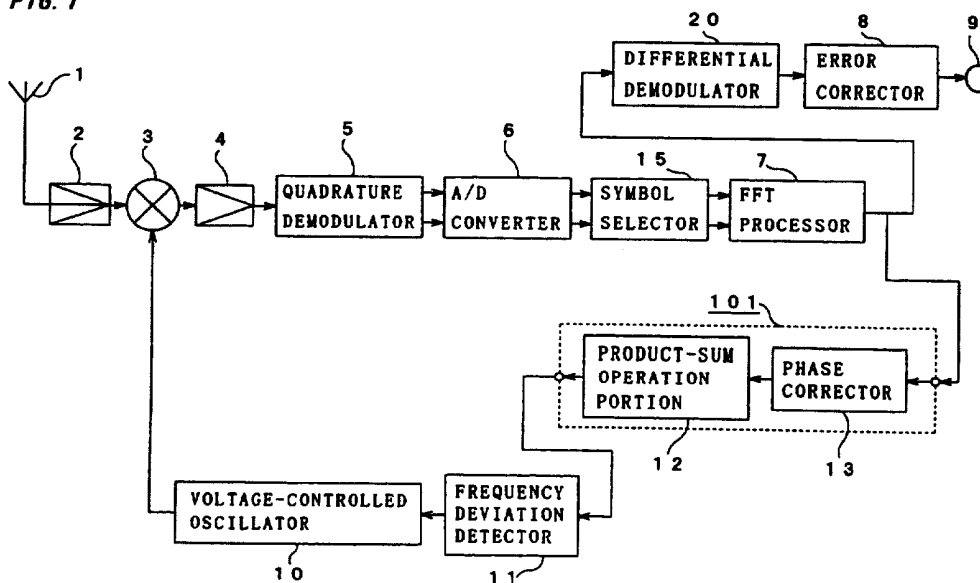 FIG. 1
20
8
9
DIFFERENTIAL
DEMODULATOR
ERROR
CORRECTOR
1
2
3
4
5
6
15
7
QUADRATURE
DEMODULATOR
A/D
CONVERTER
SYMBOL
SELECTOR
FFT
PROCESSOR
101
PRODUCT-SUM
OPERATION
PORTION
PHASE
CORRECTOR
12
13
VOLTAGE-CONTROLLED
OSCILLATOR
FREQUENCY
DEVIATION
DETECTOR
10
11